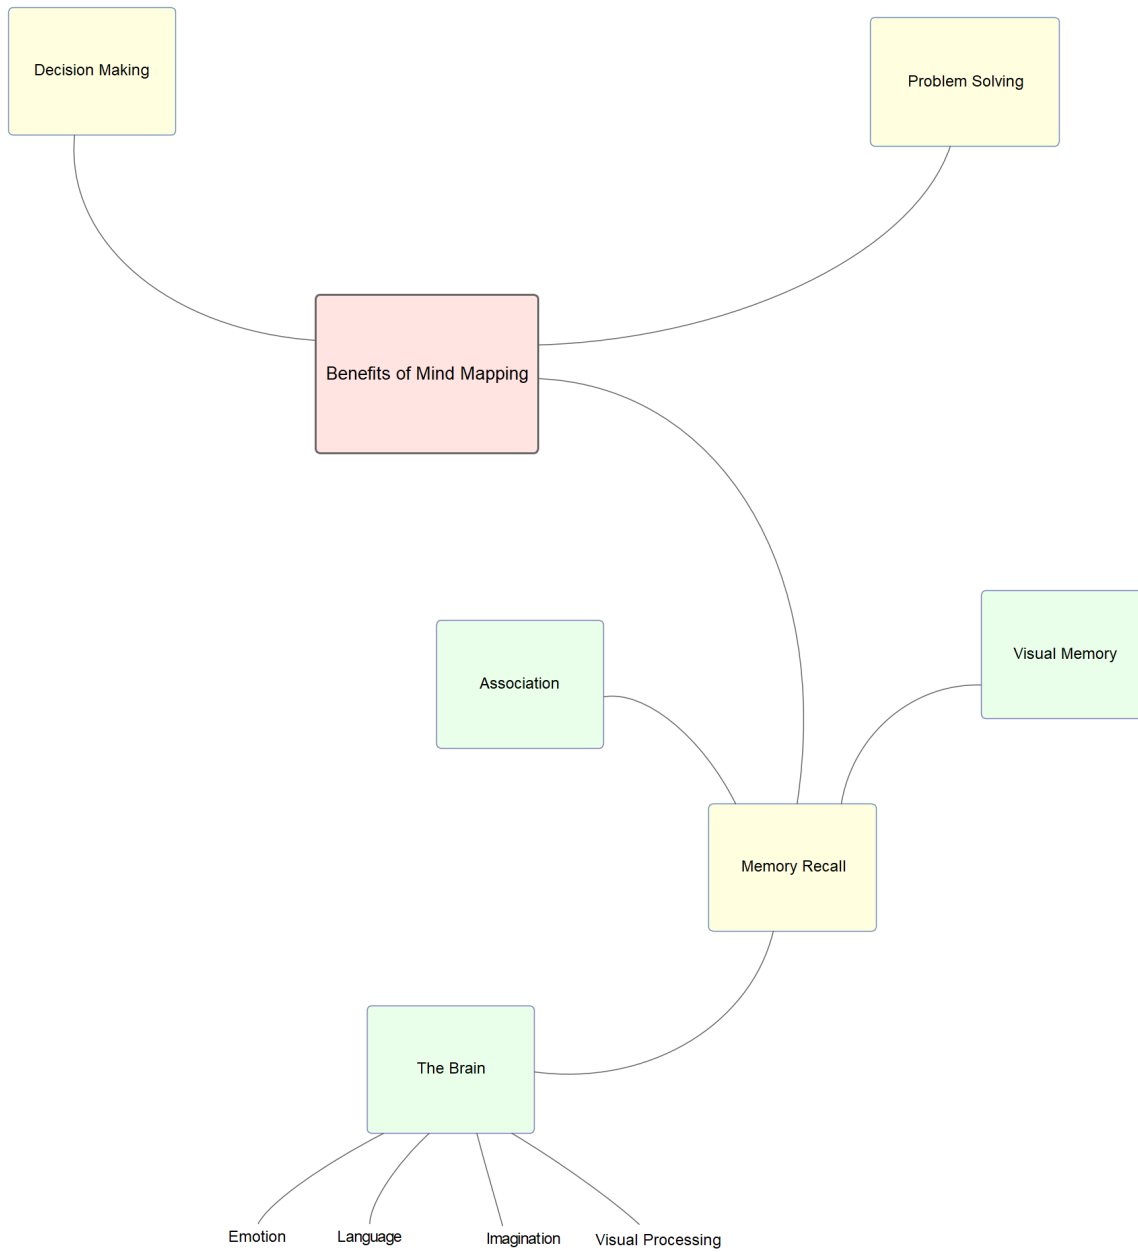 Decision Making
Problem Solving
Benefits of Mind Mapping
Association
Visual Memory
Memory Recall
The Brain
Emotion
Language
Imagination
Visual Processing